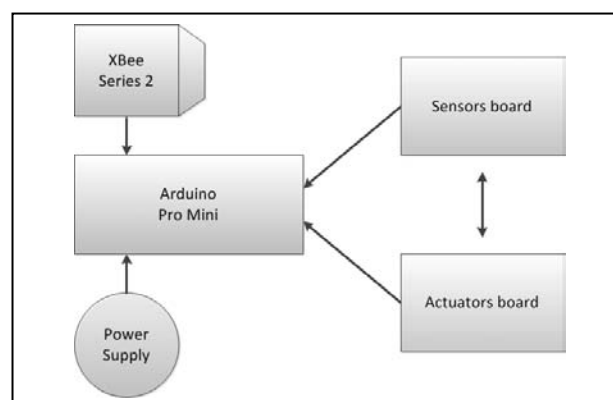 XBee
Series 2
Sensors board
Arduino
Pro Mini
Actuators board
Power
Supply